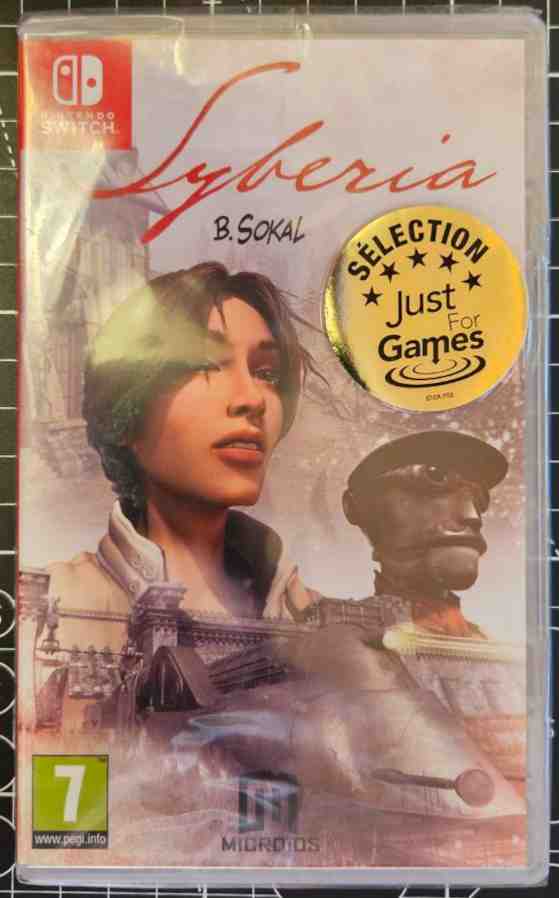 NINTENDO
SWITCH
Syberia
B. SOKAL
SÉLECTION
Just
For
Games
7
www.pegi.info
MICROIDS